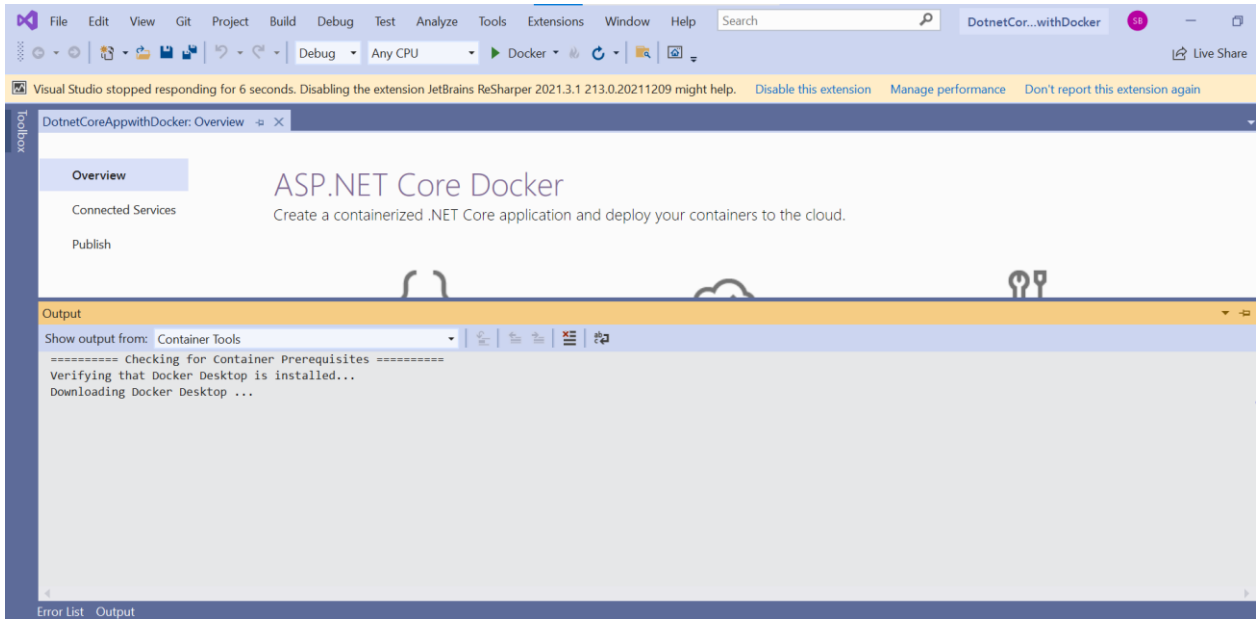 File Edit View Git Project Build Debug Test Analyze Tools Extensions Window Help Search DotnetCor...withDocker SB
Debug Any CPU Docker Live Share
Visual Studio stopped responding for 6 seconds. Disabling the extension JetBrains ReSharper 2021.3.1 213.0.20211209 might help. Disable this extension Manage performance Don't report this extension again
Toolbox
DotnetCoreAppwithDocker: Overview
Overview
ASP.NET Core Docker
Connected Services
Create a containerized .NET Core application and deploy your containers to the cloud.
Publish
Output
Show output from: Container Tools
========== Checking for Container Prerequisites ==========
Verifying that Docker Desktop is installed...
Downloading Docker Desktop ...
Error List Output